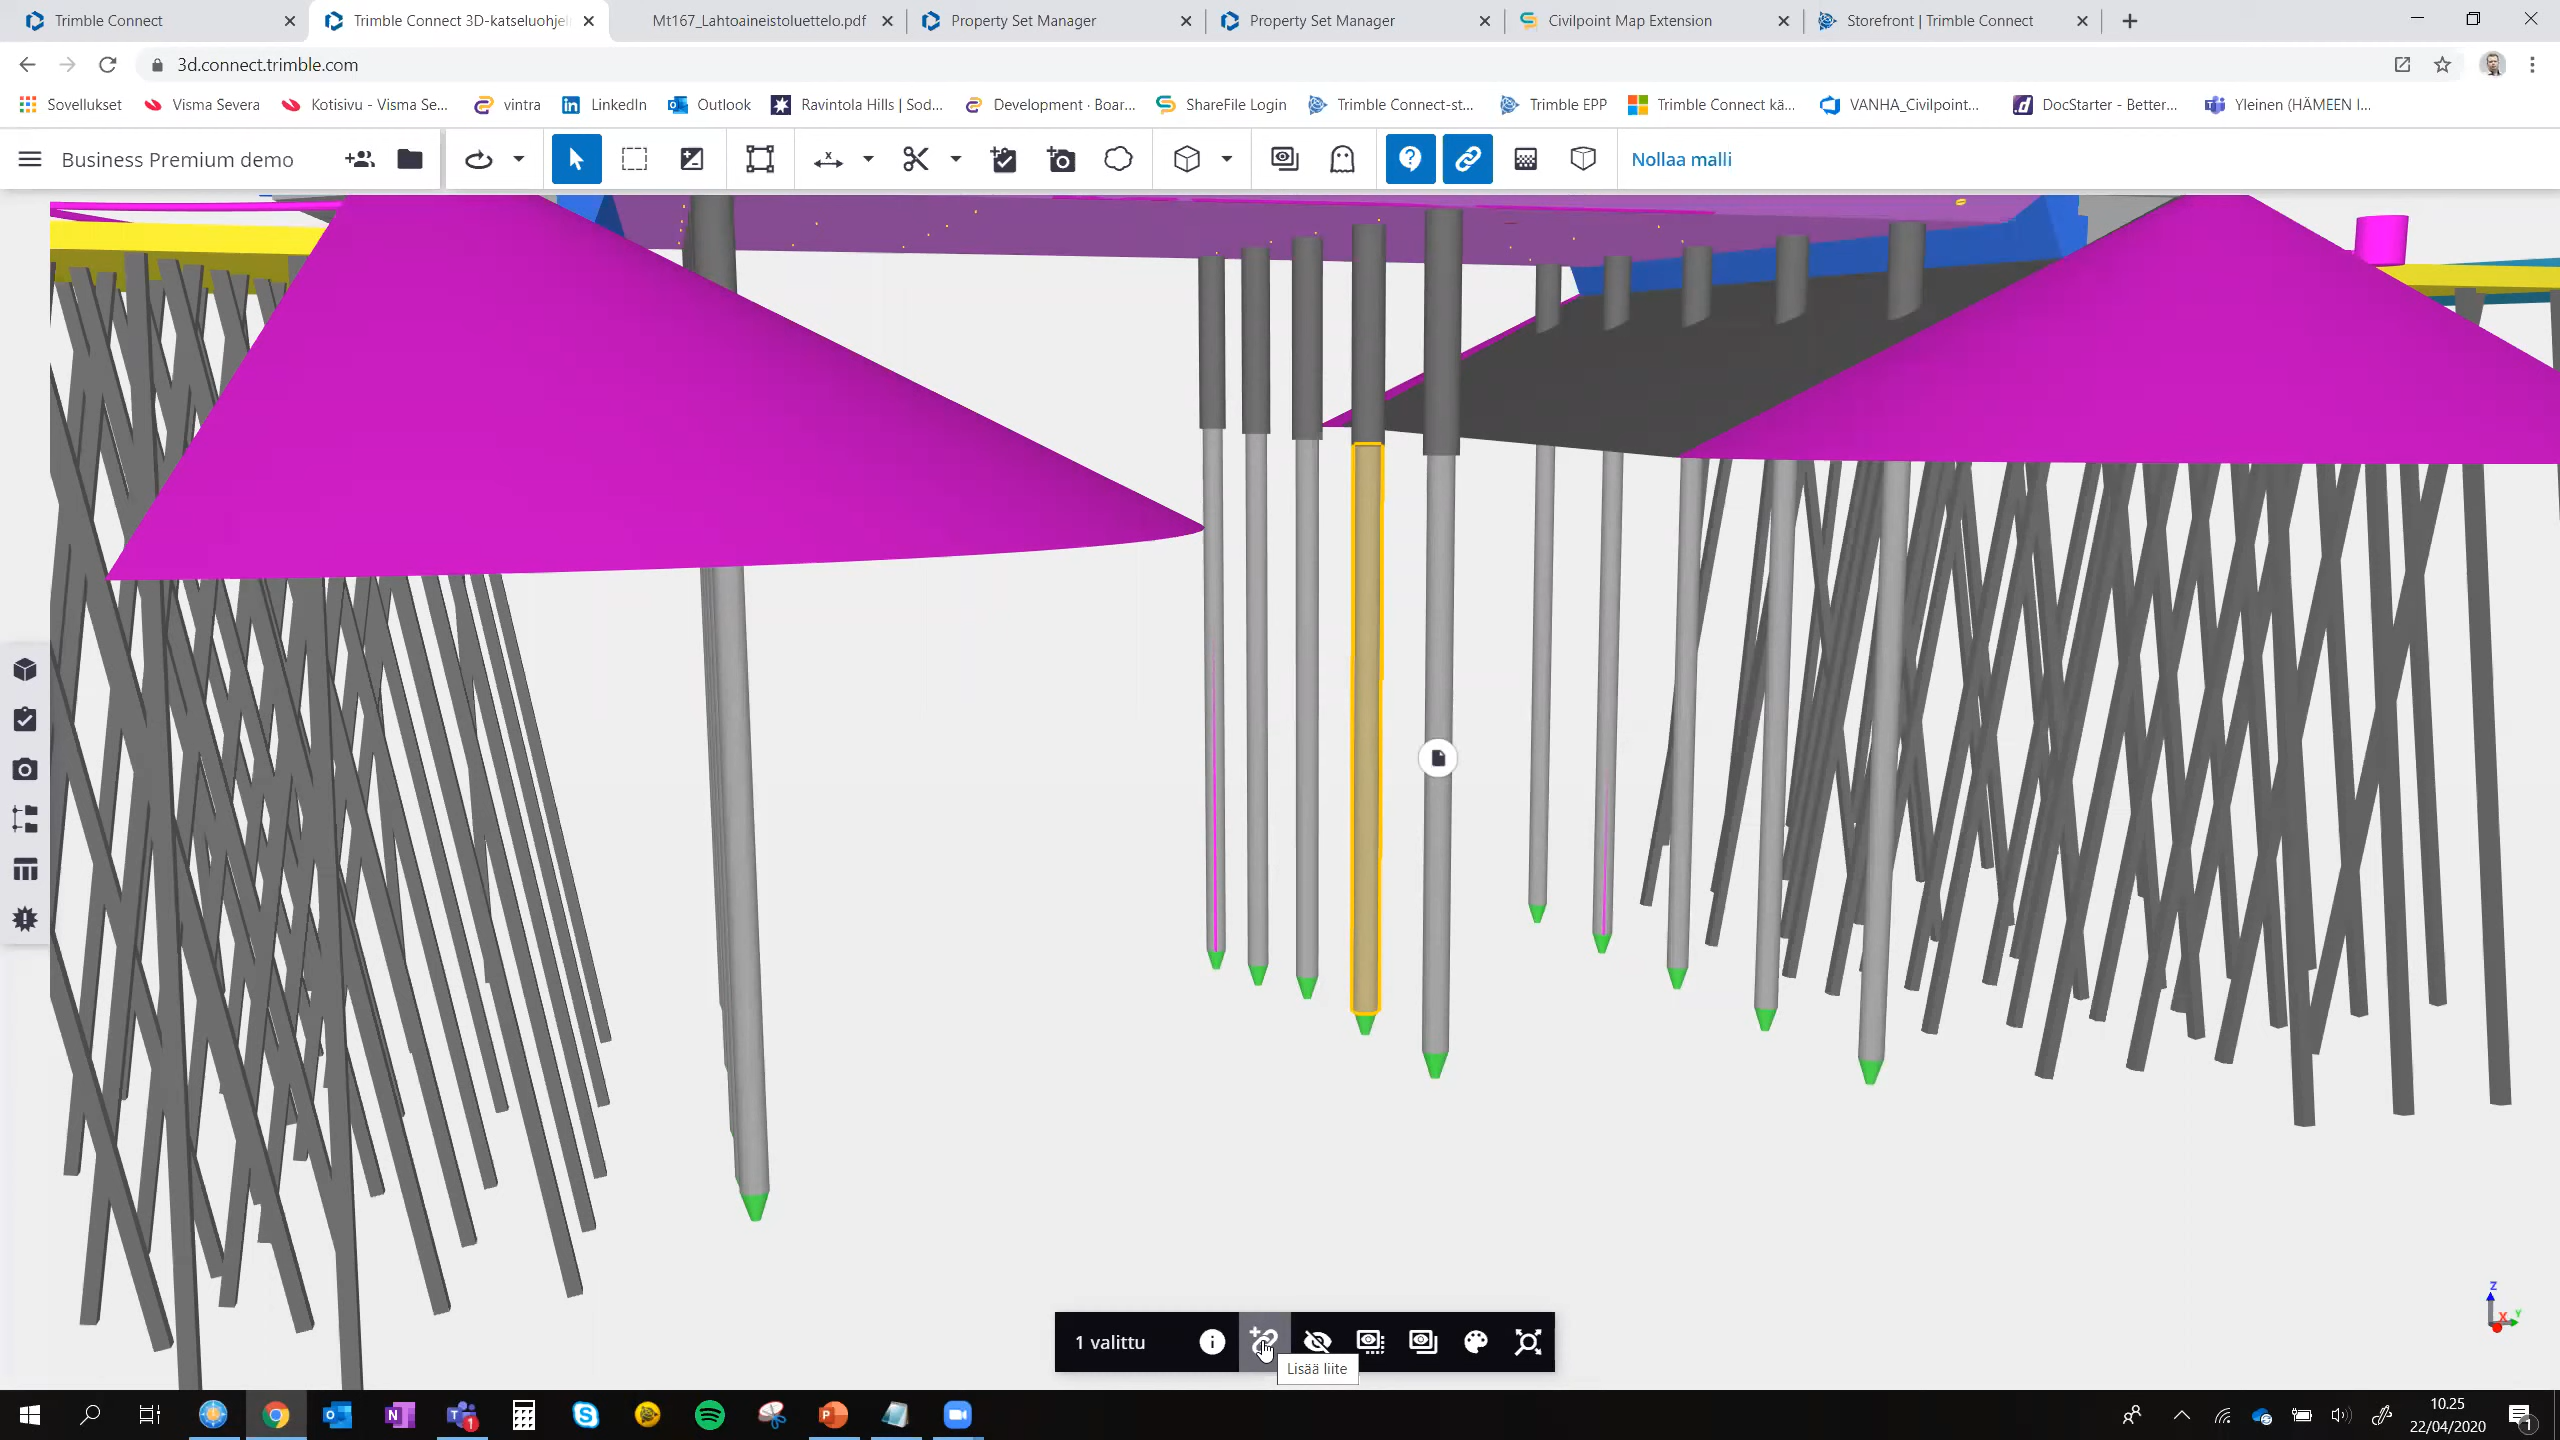 Trimble Connect
Trimble Connect 3D-katseluohjel
Mt167_Lahtoaineistoluettelo.pdf
Property Set Manager
Property Set Manager
Civilpoint Map Extension
Storefront | Trimble Connect
3d.connect.trimble.com
Sovellukset
Visma Severa
Kotisivu - Visma Se...
vintra
LinkedIn
Outlook
Ravintola Hills | Sod...
Development · Boar...
ShareFile Login
Trimble Connect-st...
Trimble EPP
Trimble Connect kä...
VANHA_Civilpoint...
DocStarter - Better...
Yleinen (HÄMEEN I...
Business Premium demo
Nollaa malli
Z
X
Y
1 valittu
Lisää liite
10.25
22/04/2020
1
1